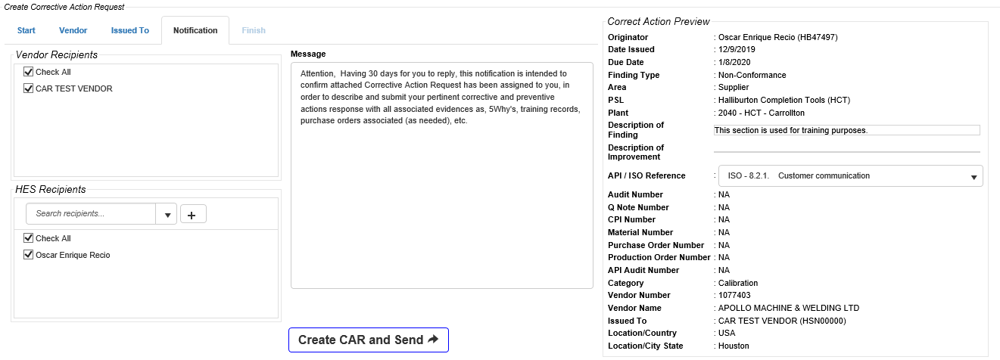 Create Corrective Action Request
Start Vendor Issued To Notification Finish
Vendor Recipients
Check All
CAR TEST VENDOR
HES Recipients
Search recipients...
+
Check All
Oscar Enrique Recio
Message
Attention, Having 30 days for you to reply, this notification is intended to
confirm attached Corrective Action Request has been assigned to you, in
order to describe and submit your pertinent corrective and preventive
actions response with all associated evidences as, 5Why's, training records,
purchase orders associated (as needed), etc.
Create CAR and Send
Correct Action Preview
Originator : Oscar Enrique Recio (HB47497)
Date Issued : 12/9/2019
Due Date : 1/8/2020
Finding Type : Non-Conformance
Area : Supplier
PSL : Halliburton Completion Tools (HCT)
Plant : 2040 - HCT - Carrollton
Description of
Finding
This section is used for training purposes.
Description of
Improvement
API / ISO Reference : ISO - 8.2.1. Customer communication
Audit Number : NA
Q Note Number : NA
CPI Number : NA
Material Number : NA
Purchase Order Number : NA
Production Order Number : NA
API Audit Number : NA
Category : Calibration
Vendor Number : 1077403
Vendor Name : APOLLO MACHINE & WELDING LTD
Issued To : CAR TEST VENDOR (HSN00000)
Location/Country : USA
Location/City State : Houston